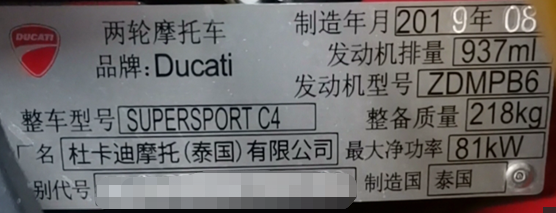 DUCATI
两轮摩托车 制造年月 2019年08
品牌:Ducati 发动机排量 937ml
发动机型号 ZDMPB6
整车型号 SUPERSPORT C4 整备质量 218kg
厂名 杜卡迪摩托(泰国)有限公司 最大净功率 81kW
别代号 制造国 泰国